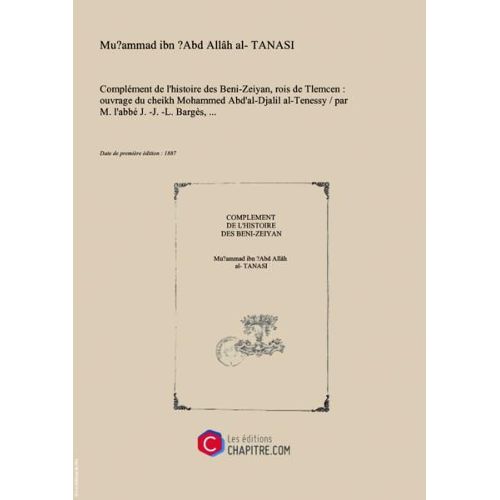 Mu?ammad ibn ?Abd Allâh al- TANASI
Complément de l'histoire des Beni-Zeiyan, rois de Tlemcen :
ouvrage du cheikh Mohammed Abd'al-Djalil al-Tenessy / par
M. l'abbé J. -J. -L. Bargès, ...
Date de première édition : 1887
COMPLEMENT
DE L'HISTOIRE
DES BENI-ZEIYAN
Mu?ammad ibn ?Abd Allâh
al- TANASI
Les éditions
CHAPITRE.COM